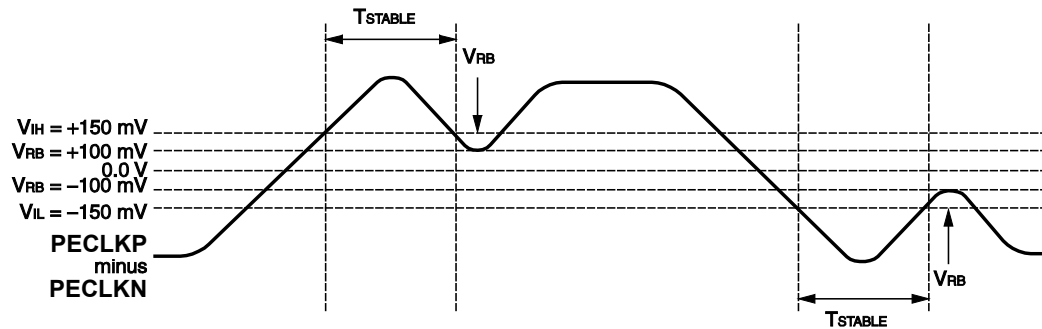 TSTABLE
VRB
VIH = +150 mV
VRB = +100 mV
0.0 V
VRB = –100 mV
VIL = –150 mV
PECLKP
minus
PECLKN
VRB
TSTABLE